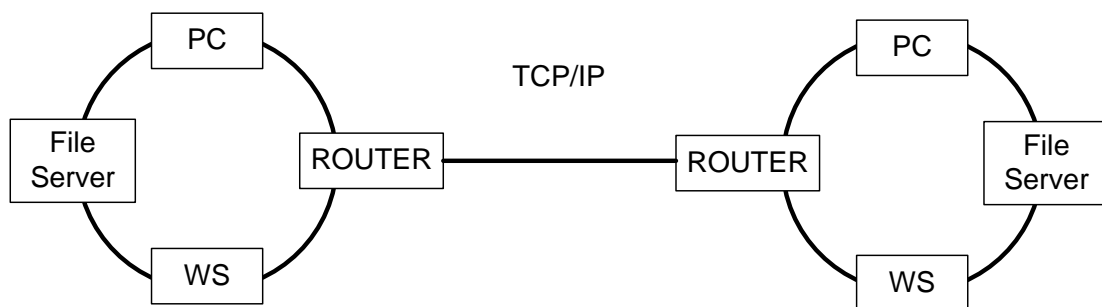 PC
TCP/IP
PC
File
Server
ROUTER
ROUTER
File
Server
WS
WS